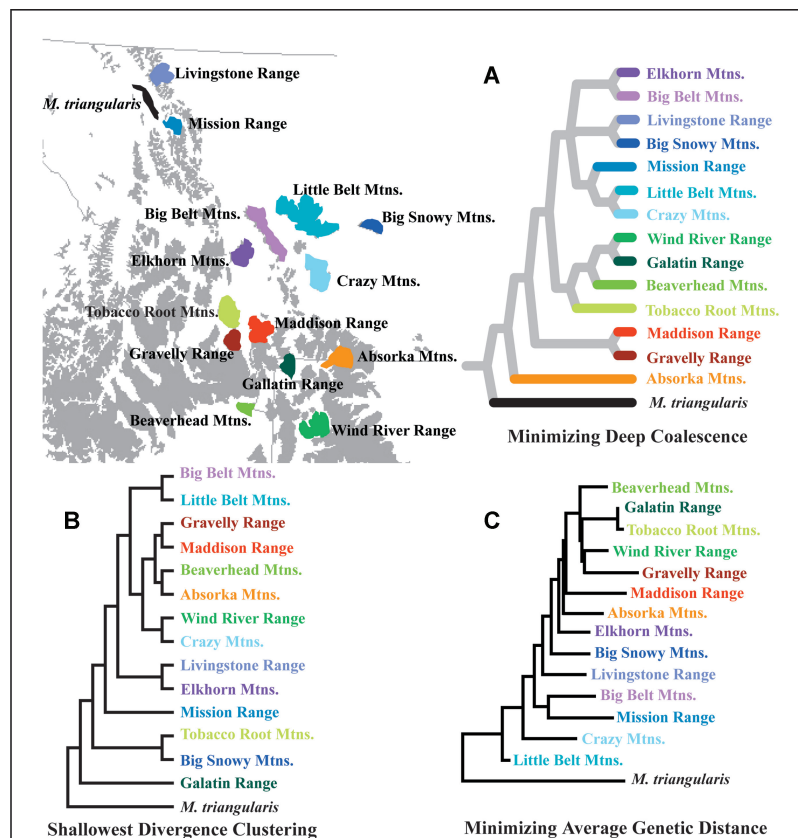 Livingstone Range
M. triangularis
Mission Range
Little Belt Mtns.
Big Belt Mtns.
Big Snowy Mtns.
Elkhorn Mtns.
Crazy Mtns.
Tobacco Root Mtns.
Maddison Range
Gravelly Range
Absorka Mtns.
Gallatin Range
Beaverhead Mtns.
Wind River Range
A
Elkhorn Mtns.
Big Belt Mtns.
Livingstone Range
Big Snowy Mtns.
Mission Range
Little Belt Mtns.
Crazy Mtns.
Wind River Range
Galatin Range
Beaverhead Mtns.
Tobacco Root Mtns.
Maddison Range
Gravelly Range
Absorka Mtns.
M. triangularis
Minimizing Deep Coalescence
B
Big Belt Mtns.
Little Belt Mtns.
Gravelly Range
Maddison Range
Beaverhead Mtns.
Absorka Mtns.
Wind River Range
Crazy Mtns.
Livingstone Range
Elkhorn Mtns.
Mission Range
Tobacco Root Mtns.
Big Snowy Mtns.
Galatin Range
M. triangularis
Shallowest Divergence Clustering
C
Beaverhead Mtns.
Galatin Range
Tobacco Root Mtns.
Wind River Range
Gravelly Range
Maddison Range
Absorka Mtns.
Elkhorn Mtns.
Big Snowy Mtns.
Livingstone Range
Big Belt Mtns.
Mission Range
Crazy Mtns.
Little Belt Mtns.
M. triangularis
Minimizing Average Genetic Distance